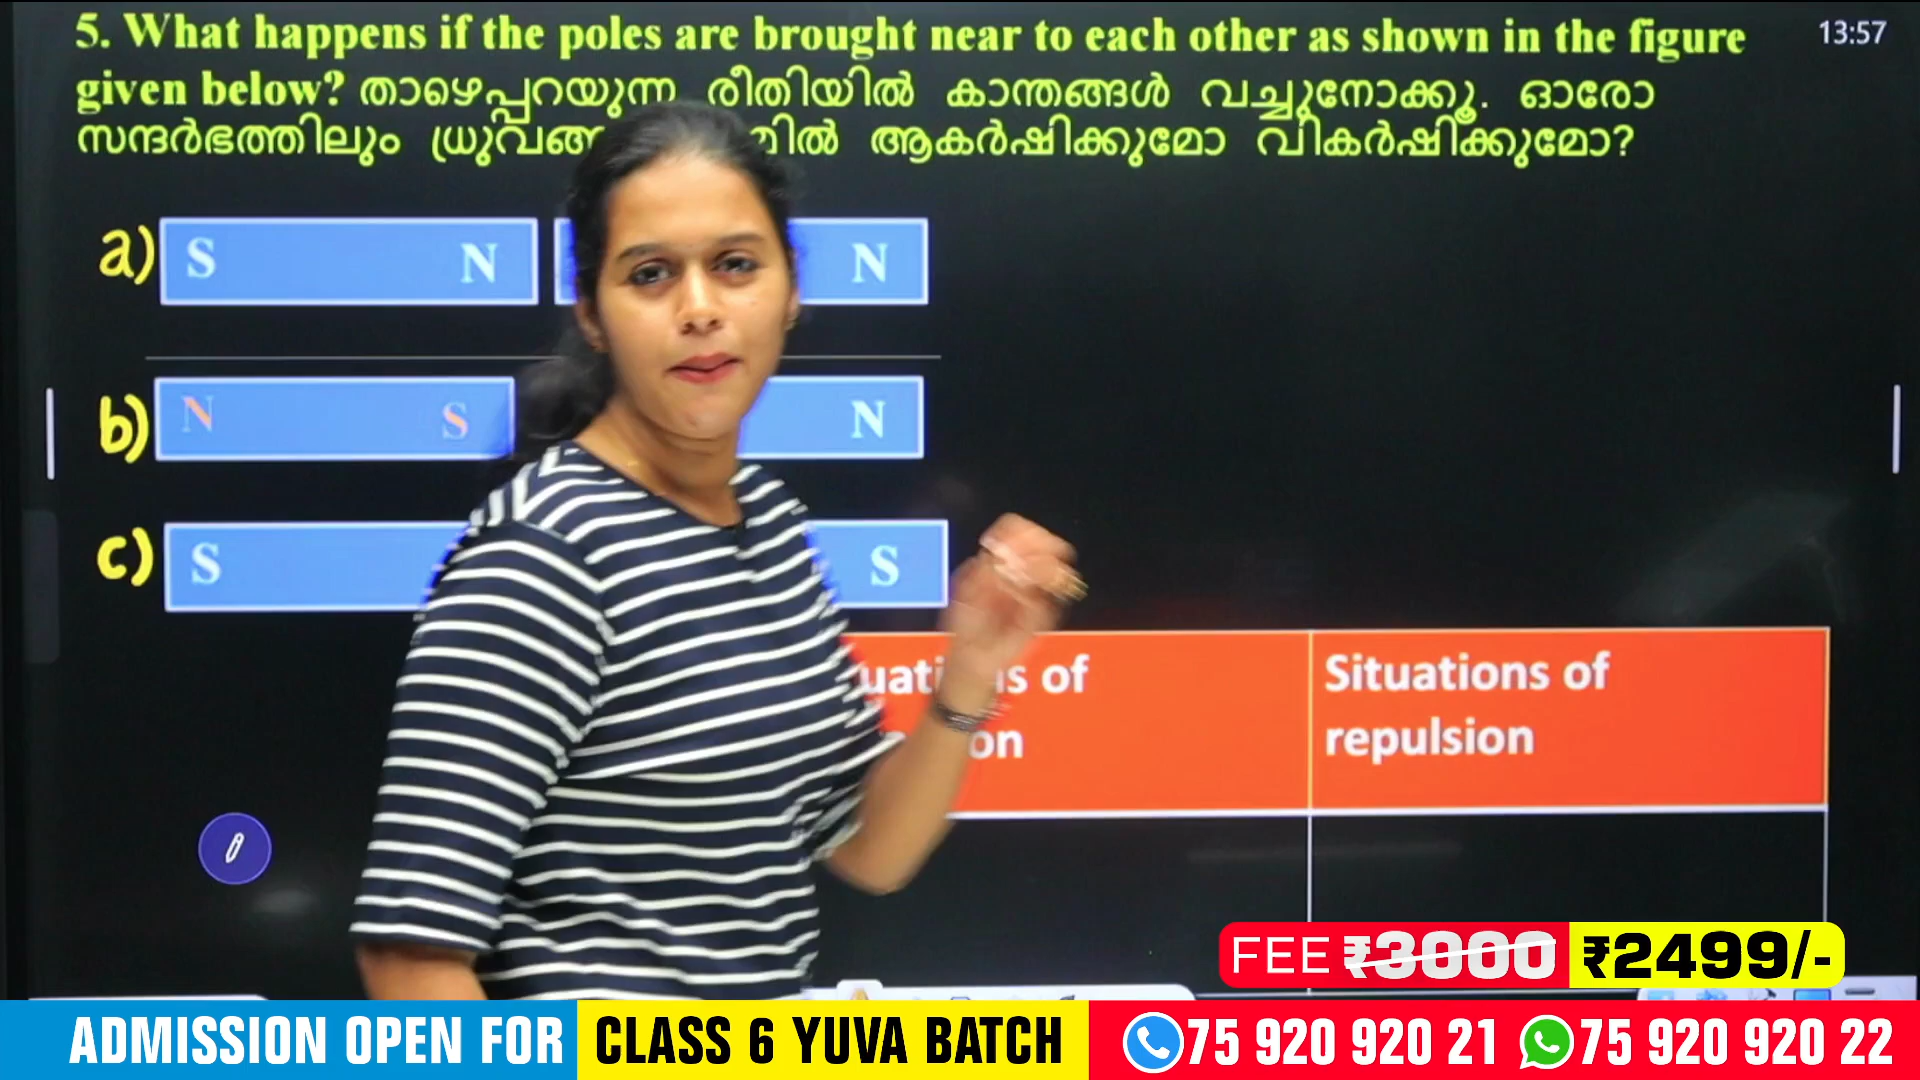 5. What happens if the poles are brought near to each other as shown in the figure
13:57
given below? താഴെപ്പറയുന്ന രീതിയിൽ കാന്തങ്ങൾ വച്ചുനോക്കൂ. ഓരോ
സന്ദർഭത്തിലും ആകർഷിക്കുമോ വികർഷിക്കുമോ?
a) S N N
b) N S N
c) S S
of
Situations of
repulsion
FEE ₹3000 ₹2499/-
ADMISSION OPEN FOR CLASS 6 YUVA BATCH 75 920 920 21 75 920 920 22